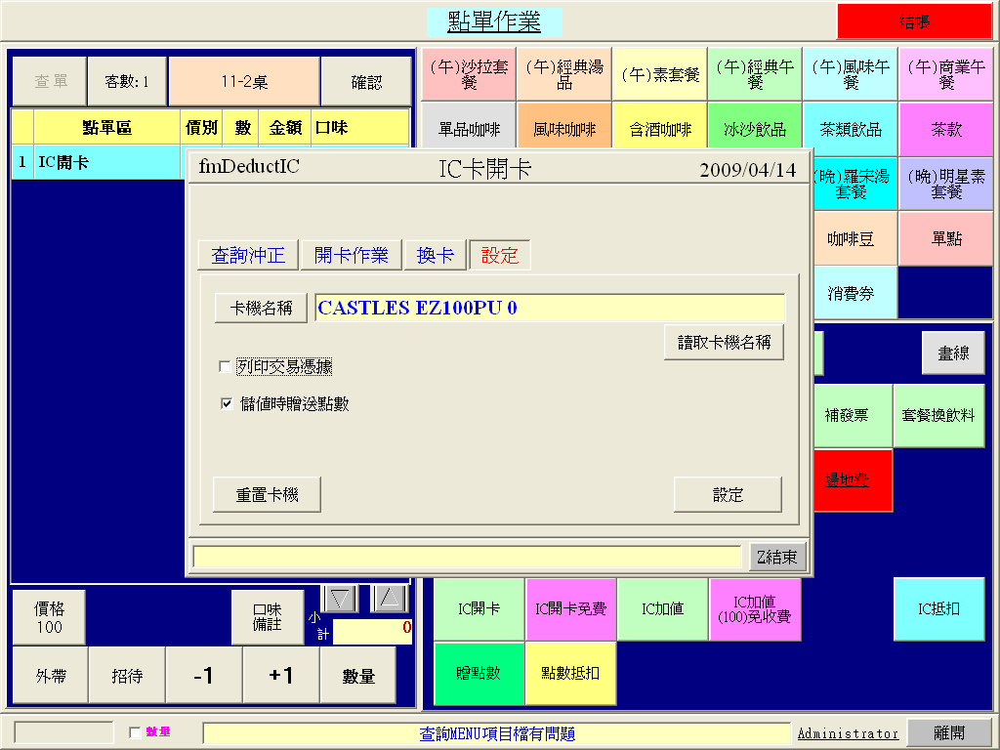 點單作業
結帳
查單
客數: 1
11-2桌
確認
點單區
價別
數
金額
口味
1
IC開卡
(午)沙拉套餐
(午)經典湯品
(午)素套餐
(午)經典午餐
(午)風味午餐
(午)商業午餐
單品咖啡
風味咖啡
含酒咖啡
冰沙飲品
茶類飲品
茶款
(晚)羅宋湯套餐
(晚)明星素套餐
咖啡豆
單點
消費券
fmDeductIC
IC卡開卡
2009/04/14
查詢沖正
開卡作業
換卡
設定
卡機名稱
CASTLES EZ100PU 0
讀取卡機名稱
列印交易憑據
儲值時贈送點數
重置卡機
設定
Z結束
畫線
補發票
套餐換飲料
場地費
價格
100
口味
備註
小計
0
外帶
招待
-1
+1
數量
IC開卡
IC開卡免費
IC加值
IC加值
(100)免收費
IC抵扣
贈點數
點數抵扣
數量
查詢MENU項目檔有問題
Administrator
離開